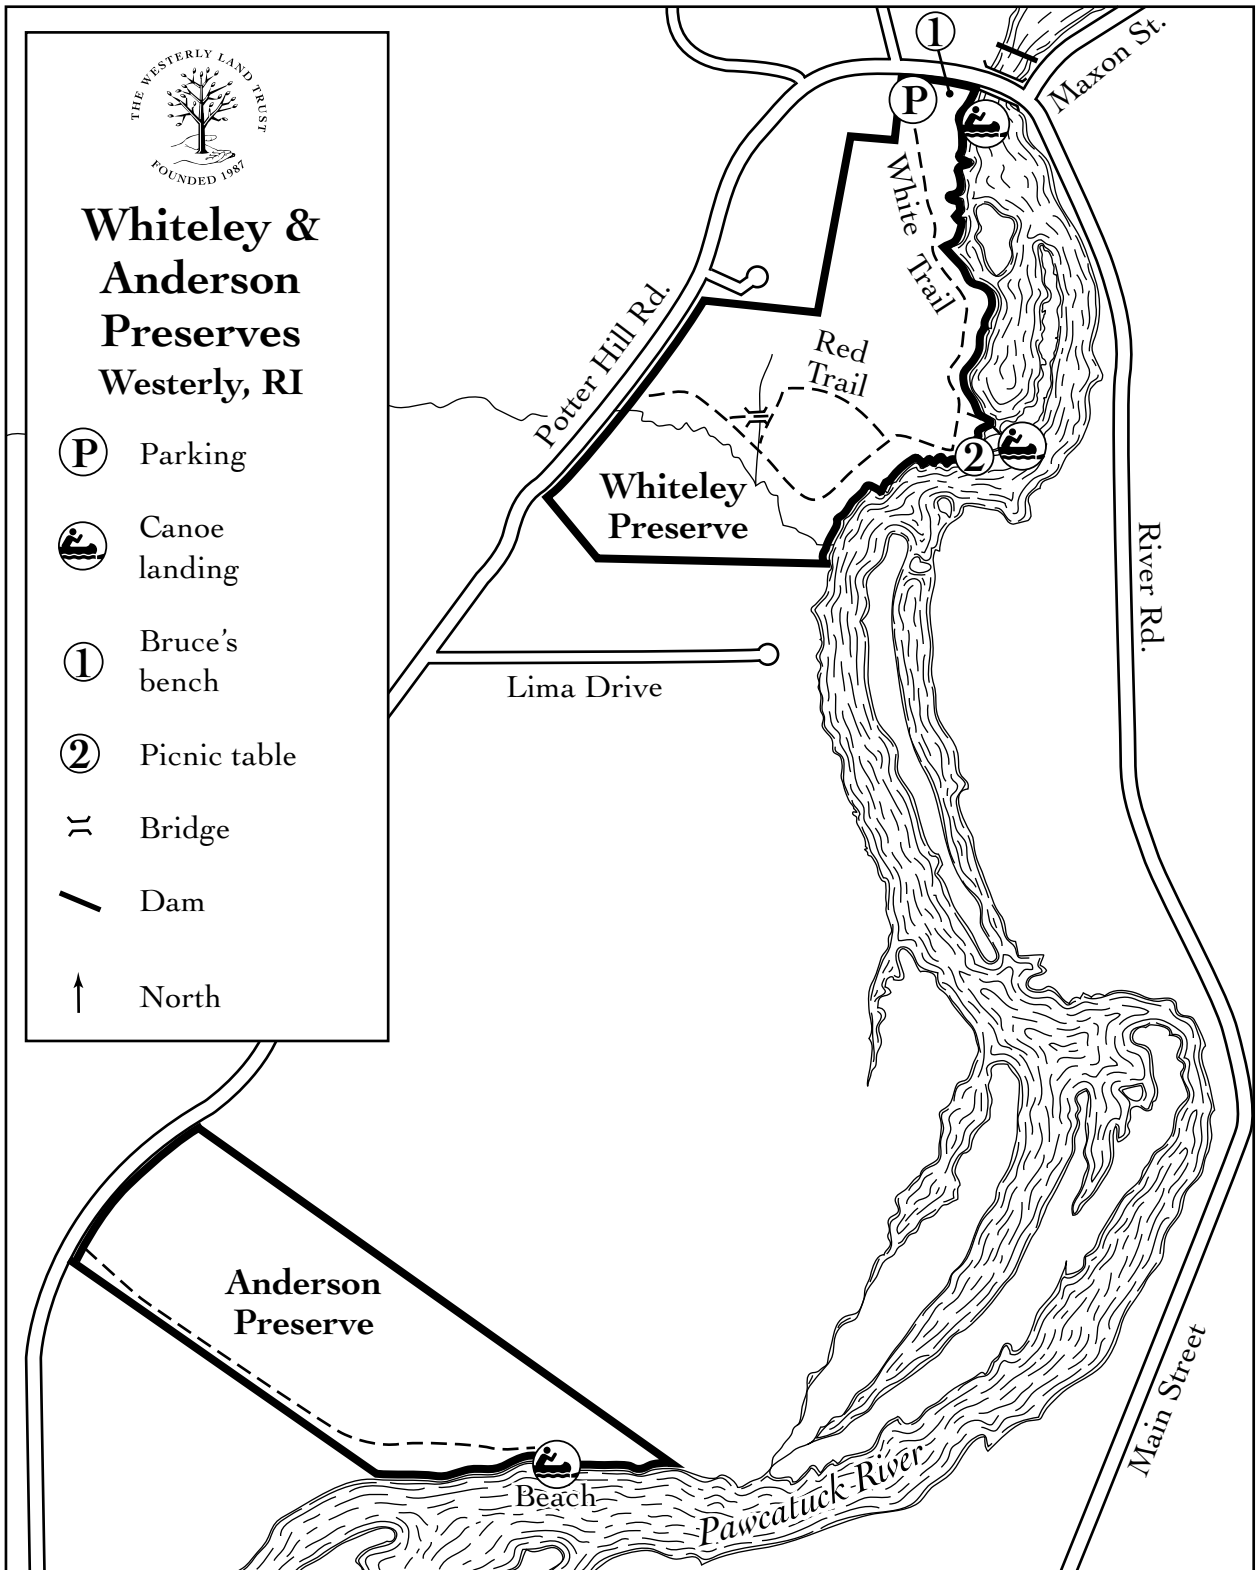 THE WESTERLY LAND TRUST
FOUNDED 1987
Whiteley &
Anderson
Preserves
Westerly, RI
P Parking
Canoe
landing
1 Bruce's
bench
2 Picnic table
Bridge
Dam
North
1
Maxon St.
P
White
Trail
Potter Hill Rd.
Red
Trail
2
Whiteley
Preserve
River Rd.
Lima Drive
Anderson
Preserve
Main Street
Beach
Pawcatuck River